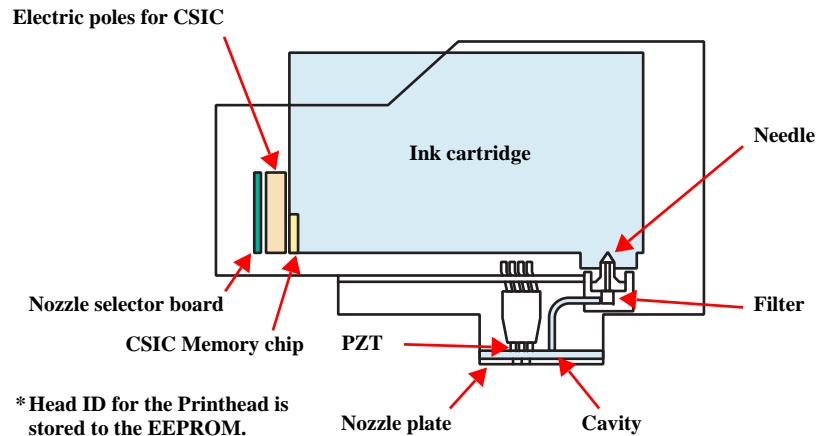 Electric poles for CSIC
Needle
Ink cartridge
Nozzle selector board
Filter
CSIC Memory chip
PZT
* Head ID for the Printhead is
stored to the EEPROM.
Nozzle plate
Cavity